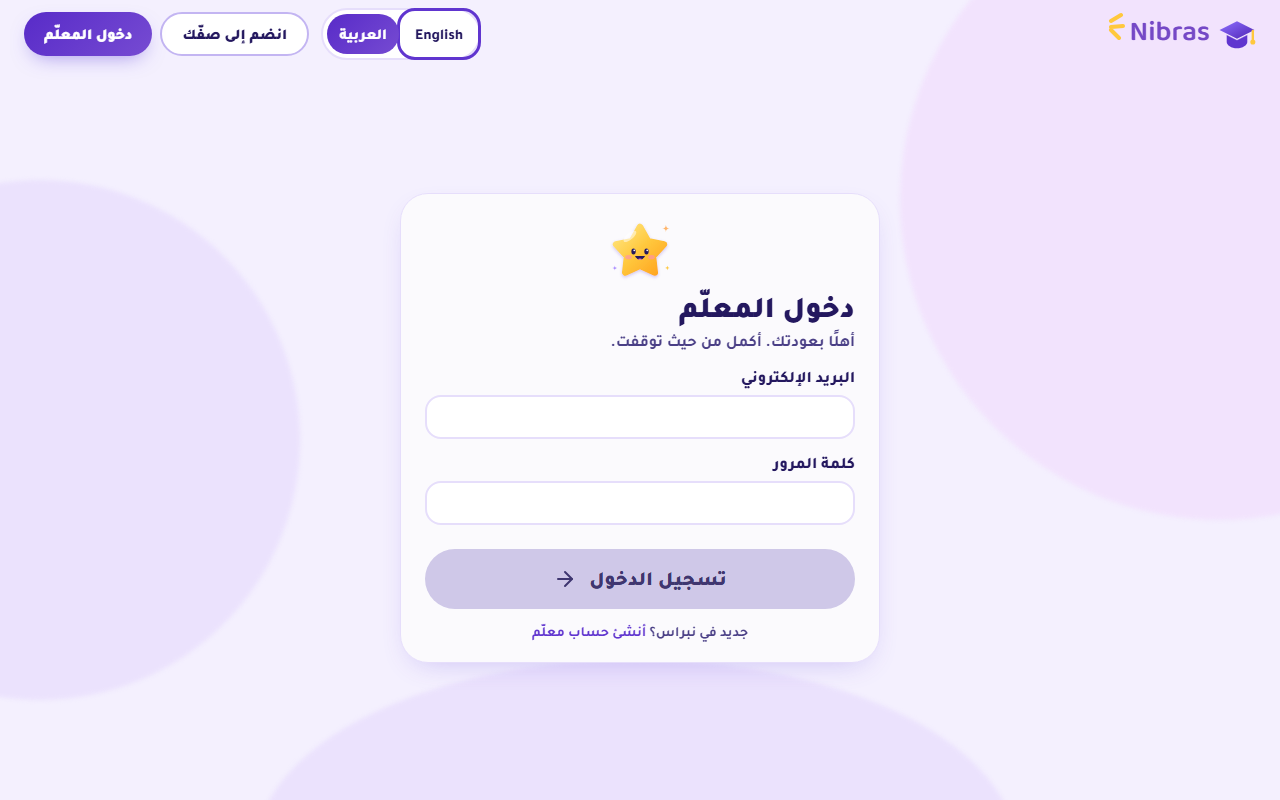 Nibras
English
العربية
انضم إلى صفّك
دخول المعلّم
دخول المعلّم
أهلًا بعودتك. أكمل من حيث توقفت.
البريد الإلكتروني
كلمة المرور
تسجيل الدخول
جديد في نبراس؟ أنشئ حساب معلّم